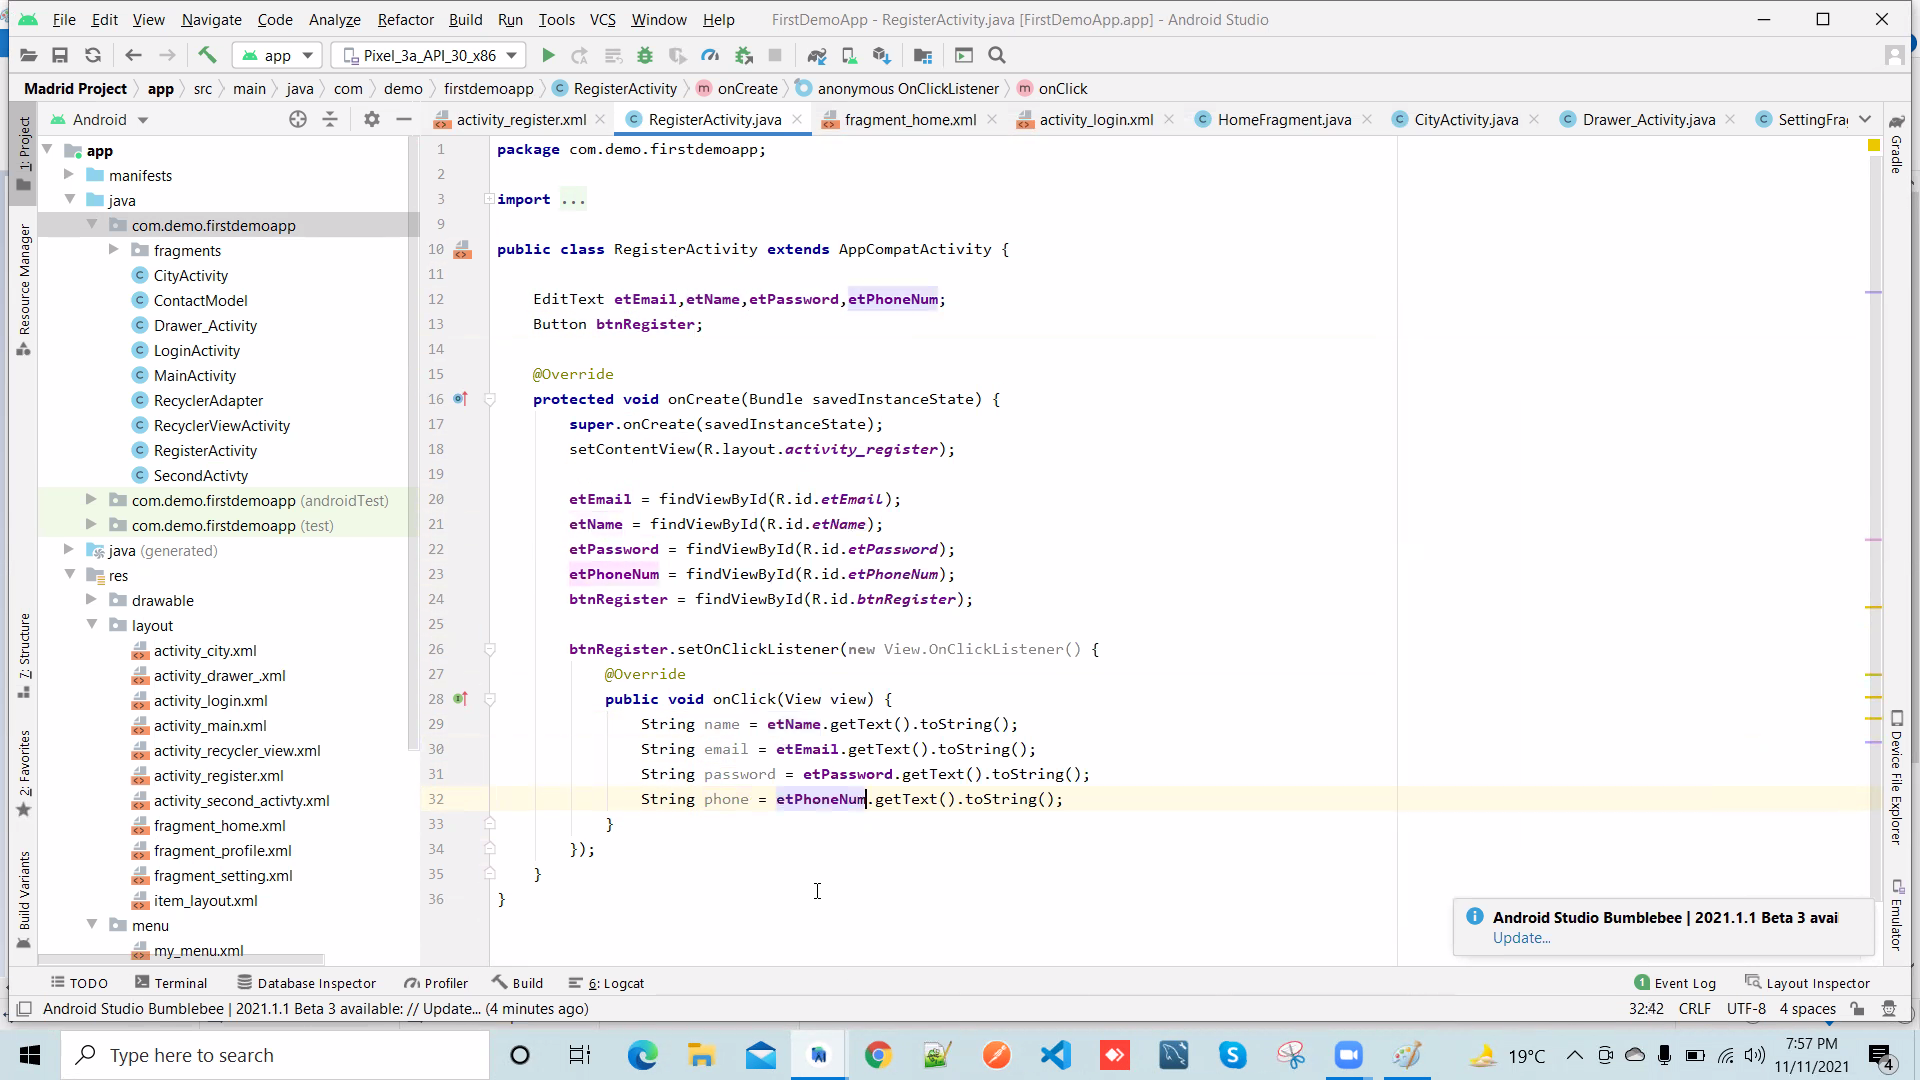 File Edit View Navigate Code Analyze Refactor Build Run Tools VCS Window Help FirstDemoApp - RegisterActivity.java [FirstDemoApp.app] - Android Studio
app Pixel_3a_API_30_x86
Madrid Project app src main java com demo firstdemoapp RegisterActivity onCreate anonymous OnClickListener onClick
Android
activity_register.xml RegisterActivity.java fragment_home.xml activity_login.xml HomeFragment.java CityActivity.java Drawer_Activity.java SettingFra
1: Project
Resource Manager
7: Structure
2: Favorites
Build Variants
app
manifests
java
com.demo.firstdemoapp
fragments
CityActivity
ContactModel
Drawer_Activity
LoginActivity
MainActivity
RecyclerAdapter
RecyclerViewActivity
RegisterActivity
SecondActivty
com.demo.firstdemoapp (androidTest)
com.demo.firstdemoapp (test)
java (generated)
res
drawable
layout
activity_city.xml
activity_drawer_.xml
activity_login.xml
activity_main.xml
activity_recycler_view.xml
activity_register.xml
activity_second_activty.xml
fragment_home.xml
fragment_profile.xml
fragment_setting.xml
item_layout.xml
menu
my_menu.xml
1 package com.demo.firstdemoapp;
2
3 import ...
9
10 public class RegisterActivity extends AppCompatActivity {
11
12 EditText etEmail,etName,etPassword,etPhoneNum;
13 Button btnRegister;
14
15 @Override
16 protected void onCreate(Bundle savedInstanceState) {
17 super.onCreate(savedInstanceState);
18 setContentView(R.layout.activity_register);
19
20 etEmail = findViewById(R.id.etEmail);
21 etName = findViewById(R.id.etName);
22 etPassword = findViewById(R.id.etPassword);
23 etPhoneNum = findViewById(R.id.etPhoneNum);
24 btnRegister = findViewById(R.id.btnRegister);
25
26 btnRegister.setOnClickListener(new View.OnClickListener() {
27 @Override
28 public void onClick(View view) {
29 String name = etName.getText().toString();
30 String email = etEmail.getText().toString();
31 String password = etPassword.getText().toString();
32 String phone = etPhoneNum.getText().toString();
33 }
34 });
35 }
36 }
Gradle
Device File Explorer
Emulator
Android Studio Bumblebee | 2021.1.1 Beta 3 avai
Update...
TODO Terminal Database Inspector Profiler Build 6: Logcat 1 Event Log Layout Inspector
Android Studio Bumblebee | 2021.1.1 Beta 3 available: // Update... (4 minutes ago) 32:42 CRLF UTF-8 4 spaces
Type here to search 19°C 7:57 PM
11/11/2021 4